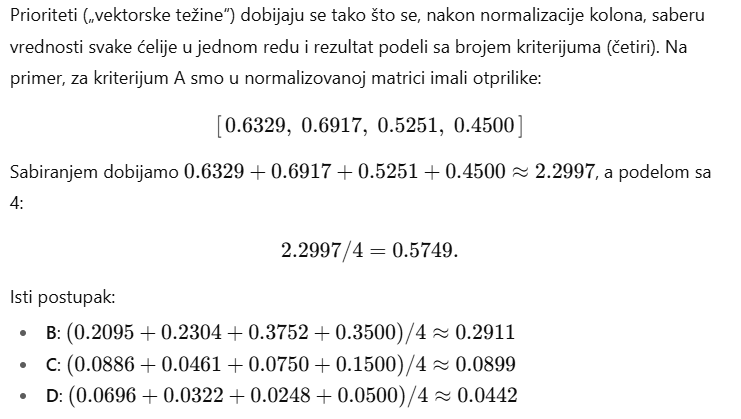 Prioriteti („vektorske težine“) dobijaju se tako što se, nakon normalizacije kolona, saberu
vrednosti svake ćelije u jednom redu i rezultat podeli sa brojem kriterijuma (četiri). Na
primer, za kriterijum A smo u normalizovanoj matrici imali otprilike:
[0.6329, 0.6917, 0.5251, 0.4500]
Sabiranjem dobijamo 0.6329 + 0.6917 + 0.5251 + 0.4500 ≈ 2.2997, a podelom sa
4:
2.2997/4 = 0.5749.
Isti postupak:
• B: (0.2095 + 0.2304 + 0.3752 + 0.3500)/4 ≈ 0.2911
• C: (0.0886 + 0.0461 + 0.0750 + 0.1500)/4 ≈ 0.0899
• D: (0.0696 + 0.0322 + 0.0248 + 0.0500)/4 ≈ 0.0442